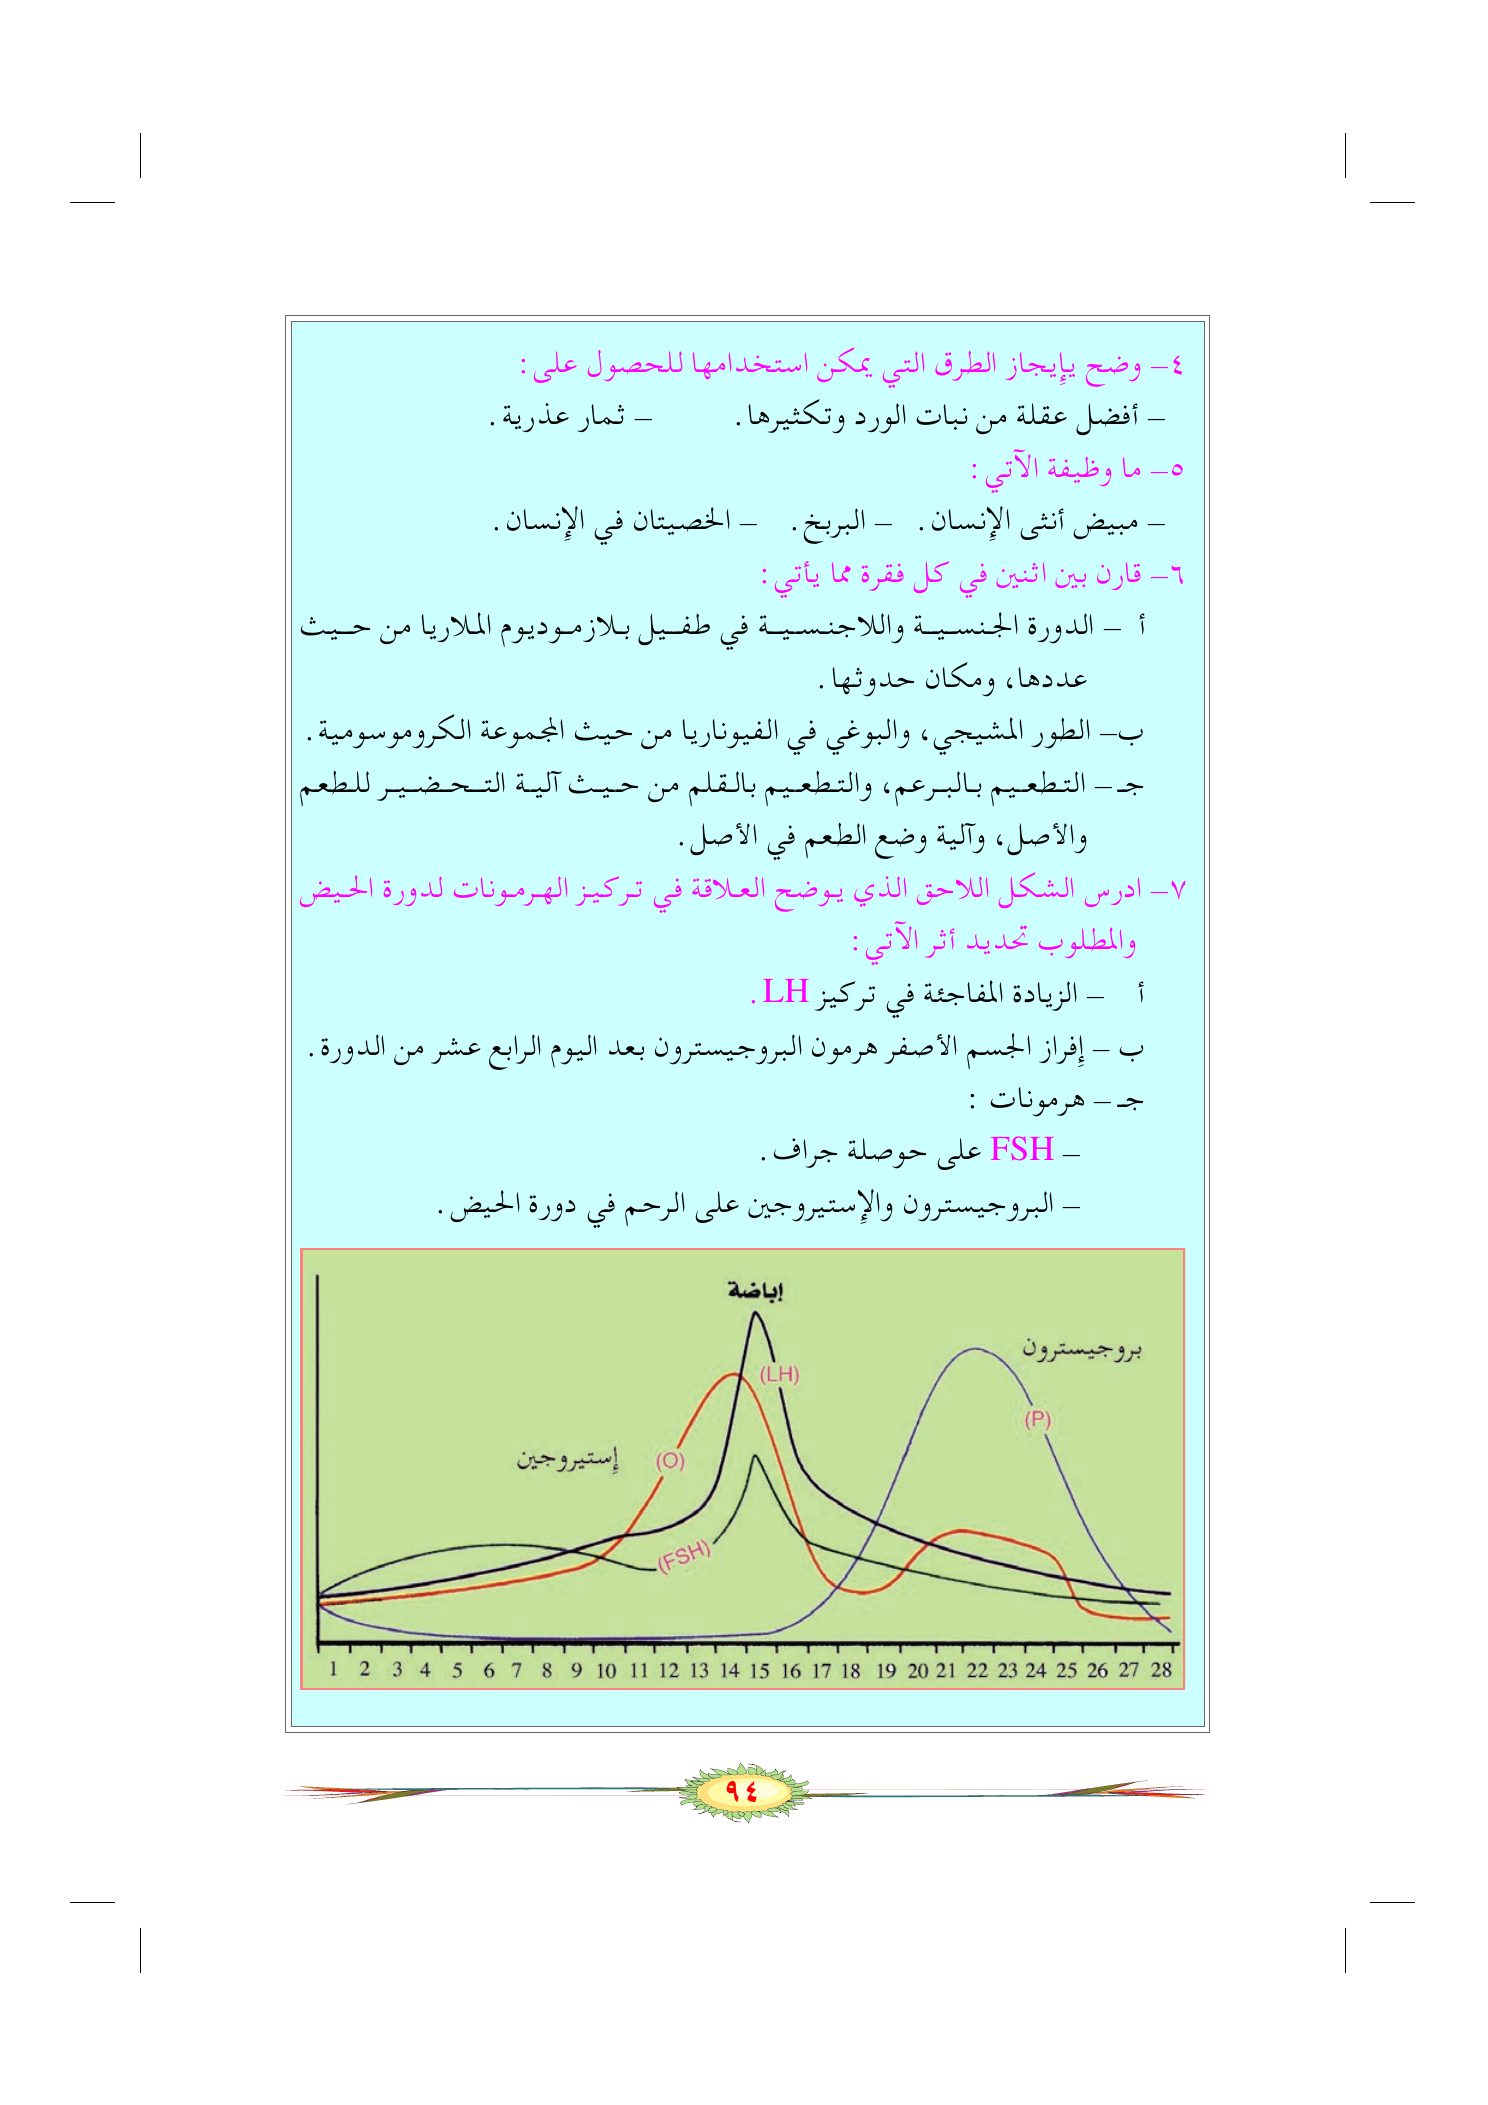 ٤– وضح بإيجاز الطرق التي يمكن استخدامها للحصول على :
– أفضل عقلة من نبات الورد وتكثيرها . – ثمار عذرية .
٥– ما وظيفة الآتي :
– مبيض أنثى الإنسان . – البربخ . – الخصيتان في الإنسان .
٦– قارن بين اثنين في كل فقرة مما يأتي :
أ – الدورة الجنسية واللاجنسية في طفيل بلازموديوم الملاريا من حيث
عددها، ومكان حدوثها .
ب– الطور المشيجي، والبوغي في الفيوناريا من حيث المجموعة الكروموسومية .
جـ – التطعيم بالبرعم، والتطعيم بالقلم من حيث آلية التحضير للطعم
والأصل، وآلية وضع الطعم في الأصل .
٧– ادرس الشكل اللاحق الذي يوضح العلاقة في تركيز الهرمونات لدورة الحيض
والمطلوب تحديد أثر الآتي :
أ – الزيادة المفاجئة في تركيز LH .
ب – إفراز الجسم الأصفر هرمون البروجيسترون بعد اليوم الرابع عشر من الدورة .
جـ – هرمونات :
– FSH على حوصلة جراف .
– البروجيسترون والإستيروجين على الرحم في دورة الحيض .
إباضة
بروجيسترون
(LH)
(P)
إستيروجين (O)
(FSH)
1 2 3 4 5 6 7 8 9 10 11 12 13 14 15 16 17 18 19 20 21 22 23 24 25 26 27 28
٩٤